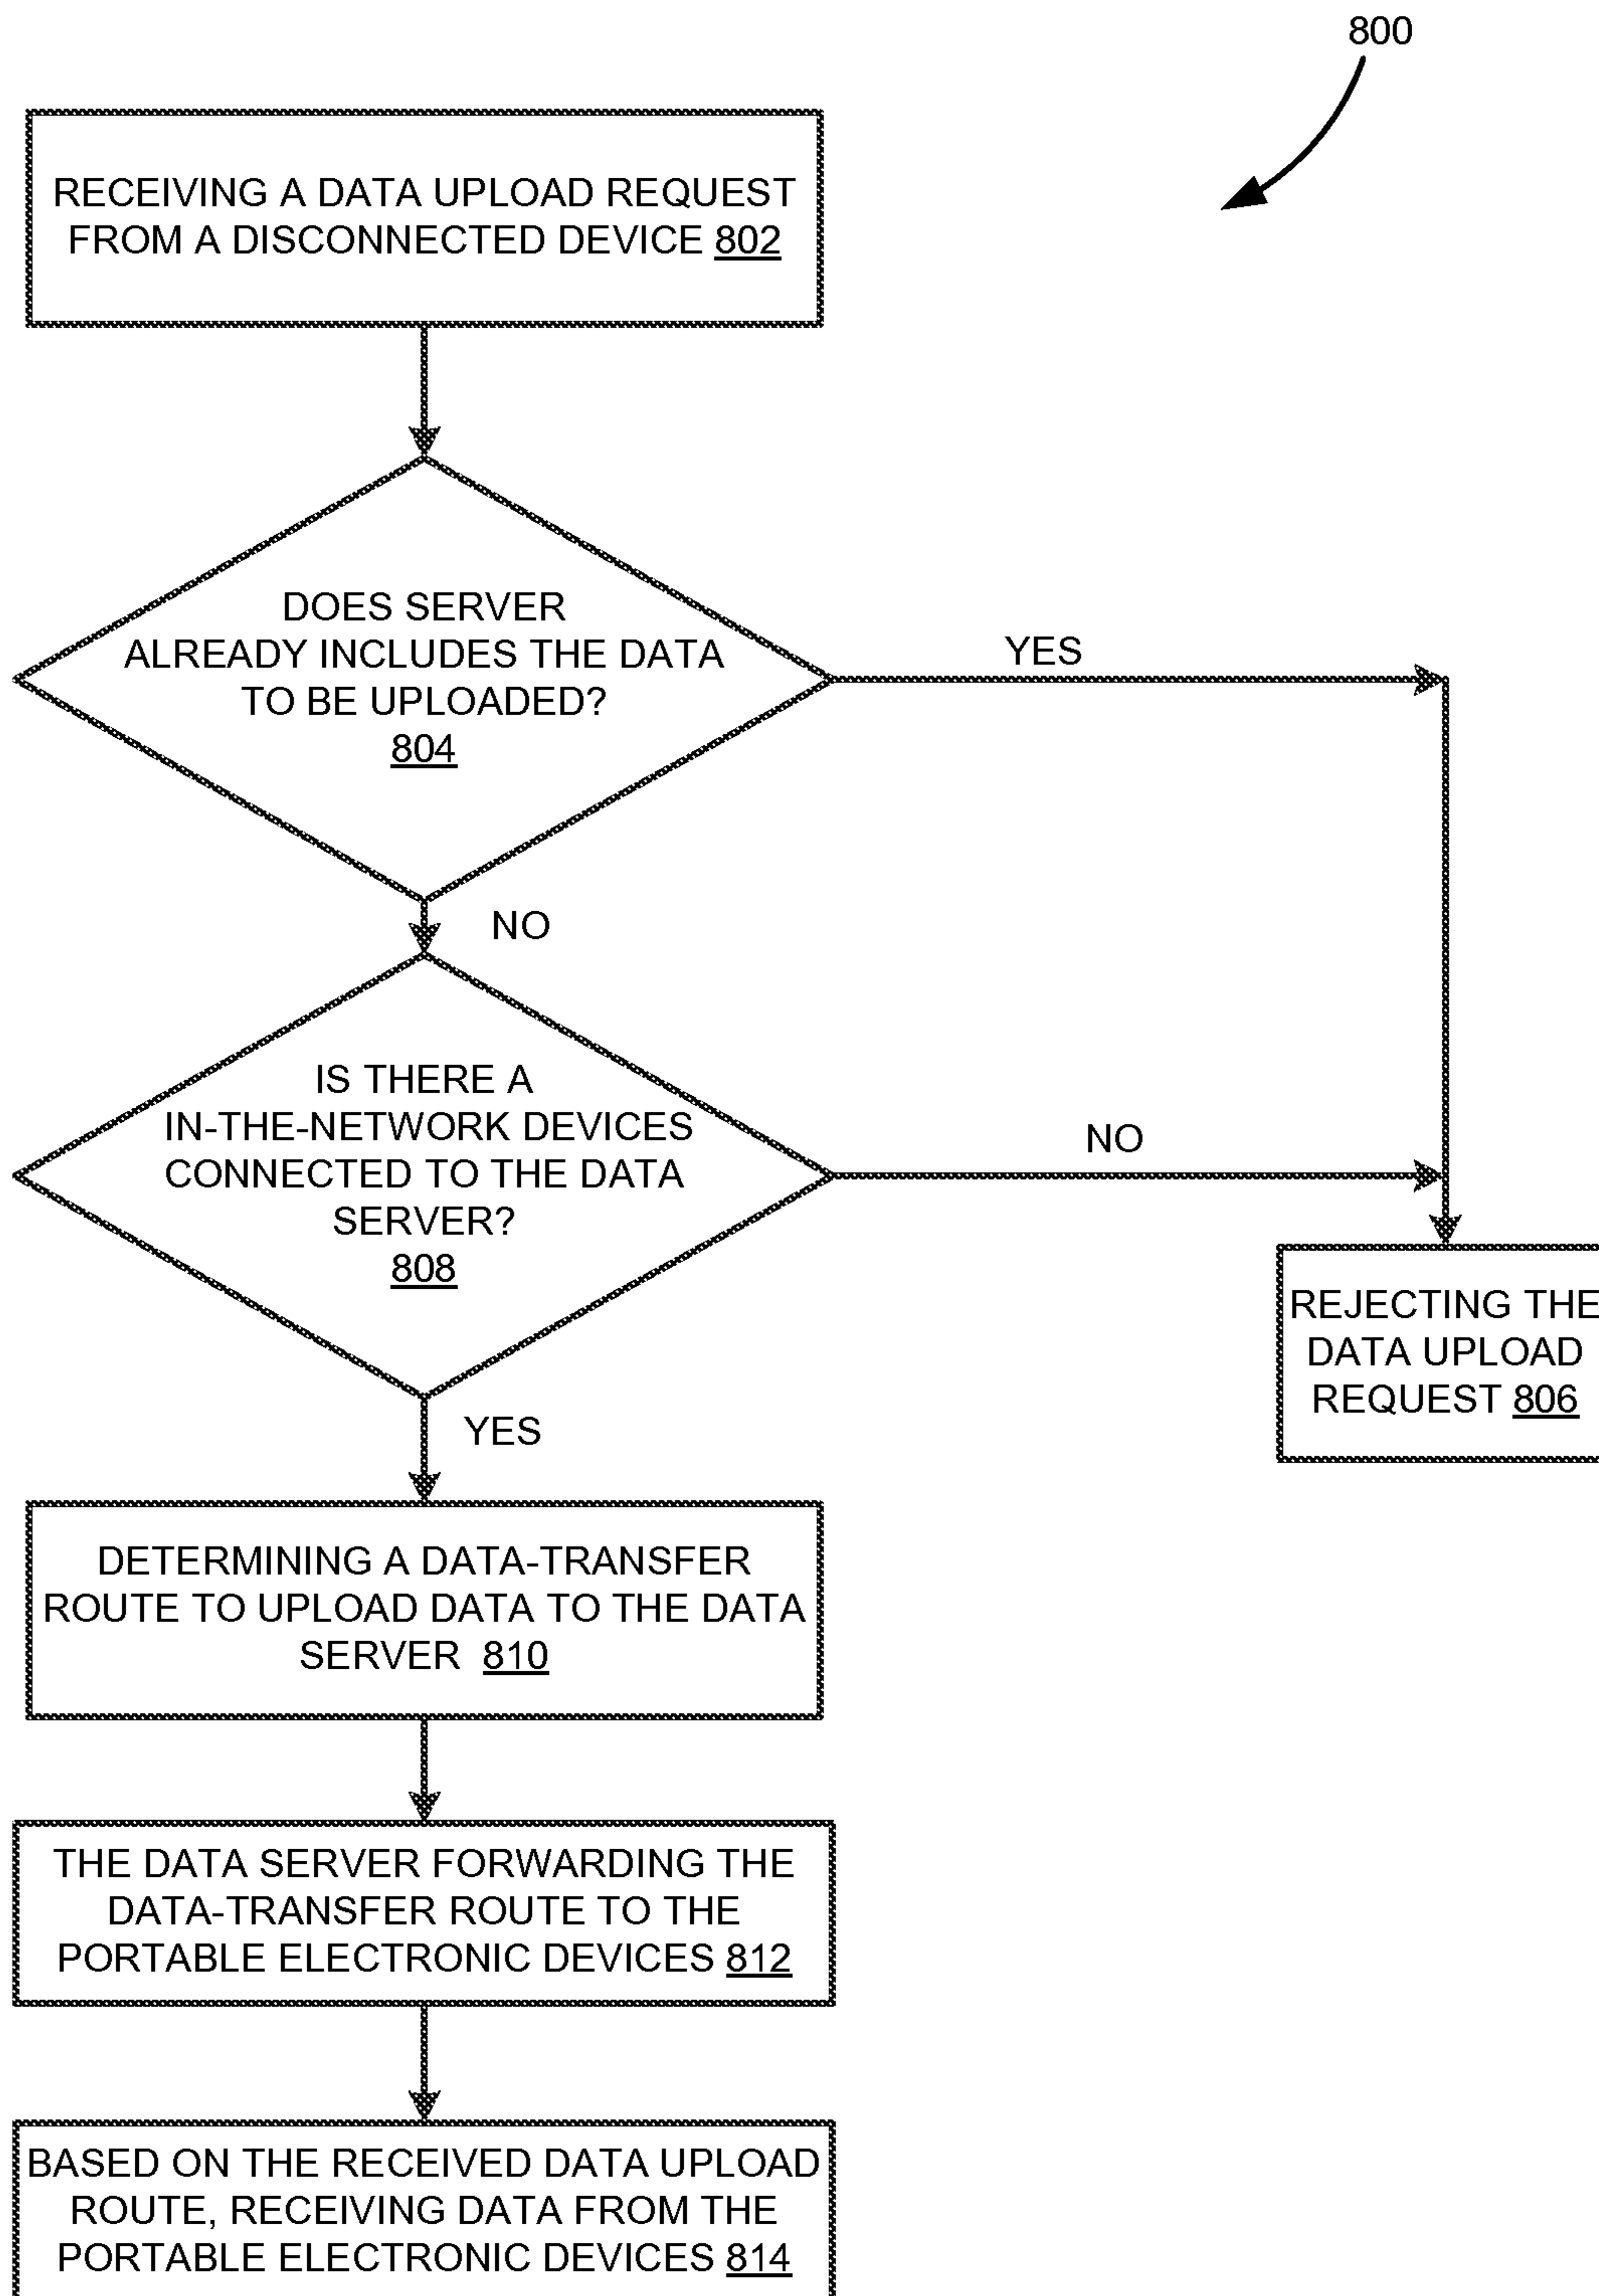 800
RECEIVING A DATA UPLOAD REQUEST
FROM A DISCONNECTED DEVICE 802
DOES SERVER
ALREADY INCLUDES THE DATA
TO BE UPLOADED?
804
YES
NO
IS THERE A
IN-THE-NETWORK DEVICES
CONNECTED TO THE DATA
SERVER?
808
NO
REJECTING THE
DATA UPLOAD
REQUEST 806
YES
DETERMINING A DATA-TRANSFER
ROUTE TO UPLOAD DATA TO THE DATA
SERVER 810
THE DATA SERVER FORWARDING THE
DATA-TRANSFER ROUTE TO THE
PORTABLE ELECTRONIC DEVICES 812
BASED ON THE RECEIVED DATA UPLOAD
ROUTE, RECEIVING DATA FROM THE
PORTABLE ELECTRONIC DEVICES 814